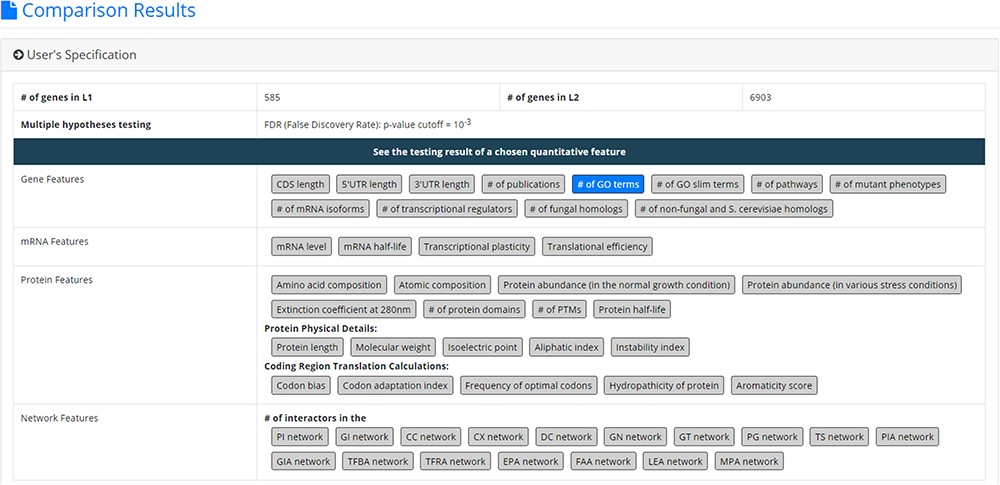 Comparison Results
User's Specification
# of genes in L1 585 # of genes in L2 6903
Multiple hypotheses testing FDR (False Discovery Rate): p-value cutoff = 10-3
See the testing result of a chosen quantitative feature
Gene Features CDS length 5'UTR length 3'UTR length # of publications # of GO terms # of GO slim terms # of pathways # of mutant phenotypes
# of mRNA isoforms # of transcriptional regulators # of fungal homologs # of non-fungal and S. cerevisiae homologs
mRNA Features mRNA level mRNA half-life Transcriptional plasticity Translational efficiency
Protein Features Amino acid composition Atomic composition Protein abundance (in the normal growth condition) Protein abundance (in various stress conditions)
Extinction coefficient at 280nm # of protein domains # of PTMs Protein half-life
Protein Physical Details:
Protein length Molecular weight Isoelectric point Aliphatic index Instability index
Coding Region Translation Calculations:
Codon bias Codon adaptation index Frequency of optimal codons Hydropathicity of protein Aromaticity score
Network Features # of interactors in the
PI network GI network CC network CX network DC network GN network GT network PG network TS network PIA network
GIA network TFBA network TFRA network EPA network FAA network LEA network MPA network